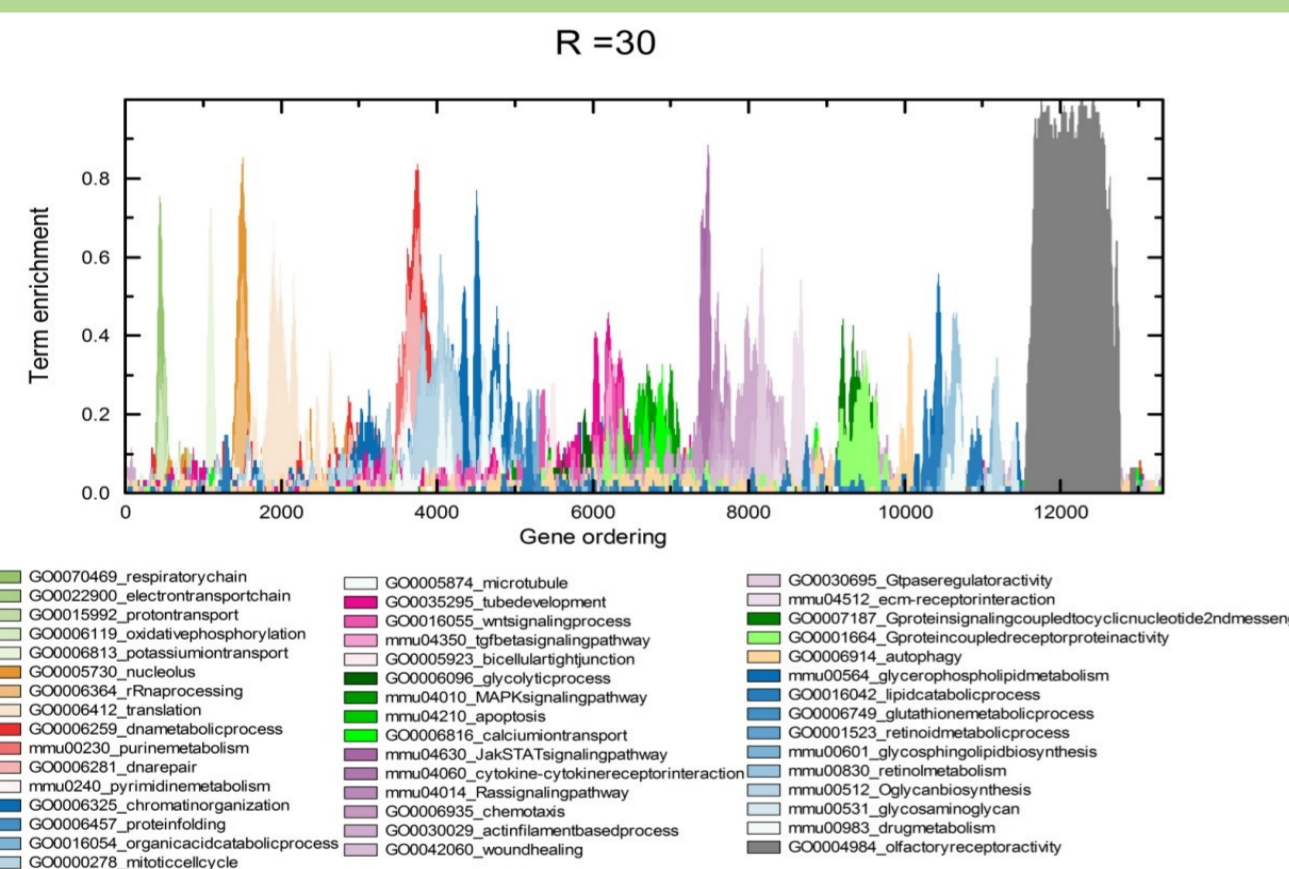 R =30
Term enrichment
0.8
0.6
0.4
0.2
0.0
0 2000 4000 6000 8000 10000 12000
Gene ordering
GO0070469_respiratorychain
GO0022900_electrontransportchain
GO0015992_protontransport
GO0006119_oxidativephosphorylation
GO0006813_potassiumiontransport
GO0005730_nucleolus
GO0006364_rRnaprocessing
GO0006412_translation
GO0006259_dnametabolicprocess
mmu00230_purinemetabolism
GO0006281_dnarepair
mmu0240_pyrimidinemetabolism
GO0006325_chromatinorganization
GO0006457_proteinfolding
GO0016054_organicacidcatabolicprocess
GO0000278_mitoticcellcycle
GO0005874_microtubule
GO0035295_tubedevelopment
GO0016055_wntsignalingprocess
mmu04350_tgfbetasignalingpathway
GO0005923_bicellulartightjunction
GO0006096_glycolyticprocess
mmu04010_MAPKsignalingpathway
mmu04210_apoptosis
GO0006816_calciumiontransport
mmu04630_JakSTATsignalingpathway
mmu04060_cytokine-cytokinereceptorinteraction
mmu04014_Rassignalingpathway
GO0006935_chemotaxis
GO0030029_actinfilamentbasedprocess
GO0042060_woundhealing
GO0030695_Gtpaseregulatoractivity
mmu04512_ecm-receptorinteraction
GO0007187_Gproteinsignalingcoupledtocyclicnucleotide2ndmesseng
GO0001664_Gproteincoupledreceptorproteinactivity
GO0006914_autophagy
mmu00564_glycerophospholipidmetabolism
GO0016042_lipidcatabolicprocess
GO0006749_glutathionemetabolicprocess
GO0001523_retinoidmetabolicprocess
mmu00601_glycosphingolipidbiosynthesis
mmu00830_retinolmetabolism
mmu00512_Oglycanbiosynthesis
mmu00531_glycosaminoglycan
mmu00983_drugmetabolism
GO0004984_olfactoryreceptoractivity